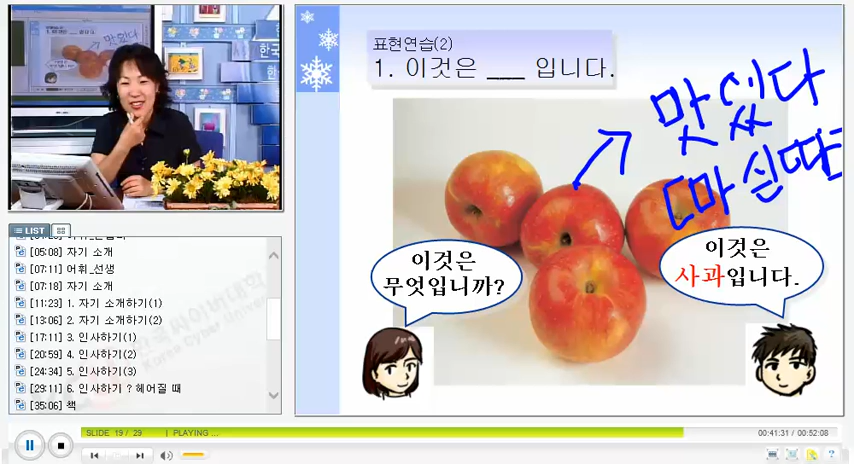 표현연습(2)
1. 이것은 ___ 입니다.
맛있다
[마싣따
이것은
무엇입니까?
이것은
사과입니다.
LIST
[05:08] 자기 소개
[07:11] 어휘_선생
[07:18] 자기 소개
[11:23] 1. 자기 소개하기(1)
[13:06] 2. 자기 소개하기(2)
[17:11] 3. 인사하기(1)
[20:59] 4. 인사하기(2)
[24:34] 5. 인사하기(3)
[29:11] 6. 인사하기 ? 헤어질 때
[35:06] 책
SLIDE 19 / 29 | PLAYING ...
00:41:31 / 00:52:08